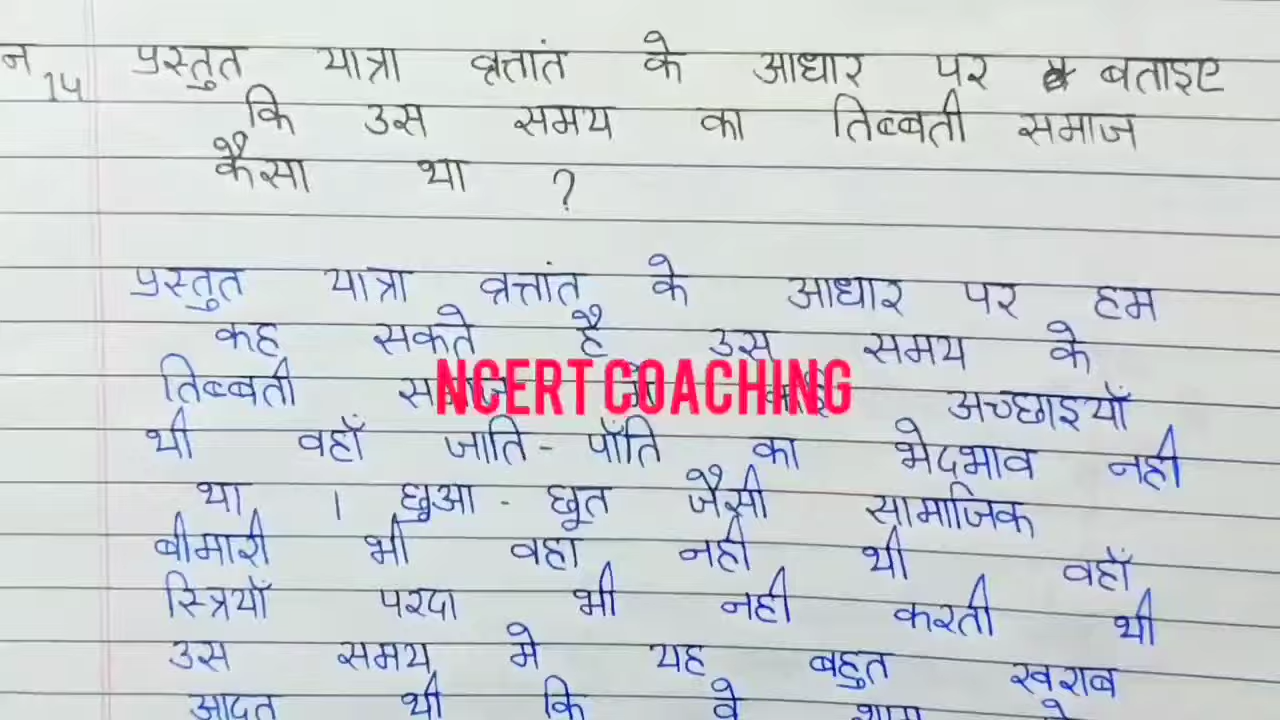 न 14 प्रस्तुत यात्रा व्रत्तांत के आधार पर बताइए
कि उस समय का तिब्बती समाज
कैसा था ?
प्रस्तुत यात्रा व्रत्तांत के आधार पर हम
कह सकते है उस समय के
तिब्बती
NCERT COACHING
अच्छाइयाँ
थी वहाँ जाति - पाँति का भेदभाव नही
था । छुआ - छूत जैसी सामाजिक
बीमारी भी वहा नही थी वहाँ
स्त्रियाँ परदा भी नही करती थी
उस समय मे यह बहुत खराब
आदत थी कि वे